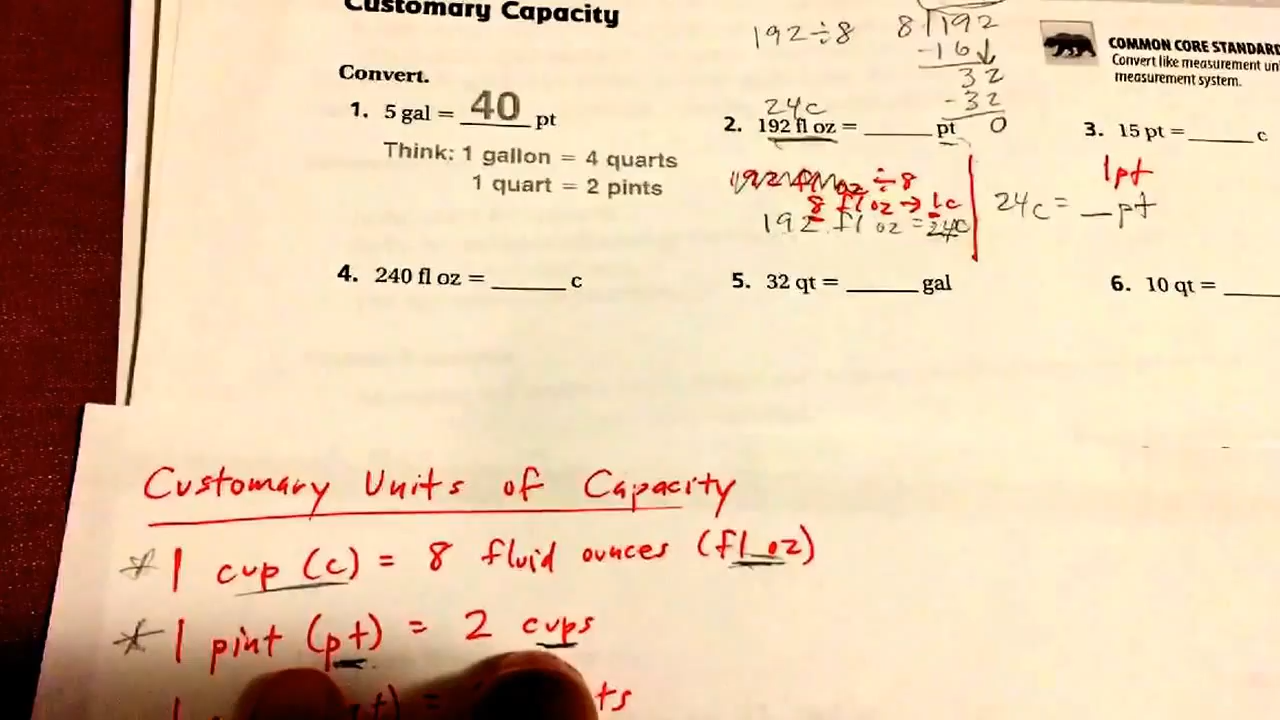 Customary Capacity
192÷8
8)192
-16↓
32
-32
0
COMMON CORE STANDARD
Convert like measurement un
measurement system.
Convert.
1. 5 gal = 40 pt
Think: 1 gallon = 4 quarts
1 quart = 2 pints
24c
2. 192 fl oz = ______ pt
÷8
8 fl oz → 1c
192 fl oz = 24c
1pt
24c = __pt
3. 15 pt = ______ c
4. 240 fl oz = ______ c
5. 32 qt = ______ gal
6. 10 qt = ____
Customary Units of Capacity
* 1 cup (c) = 8 fluid ounces (fl oz)
* 1 pint (pt) = 2 cups